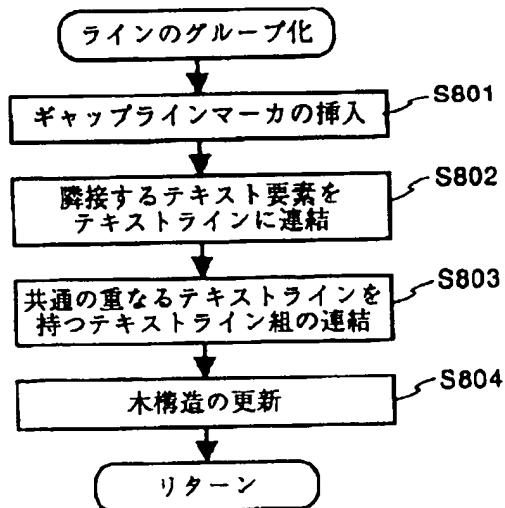 ラインのグループ化
ギャップラインマーカの挿入
S801
隣接するテキスト要素を
テキストラインに連結
S802
共通の重なるテキストラインを
持つテキストライン組の連結
S803
木構造の更新
S804
リターン